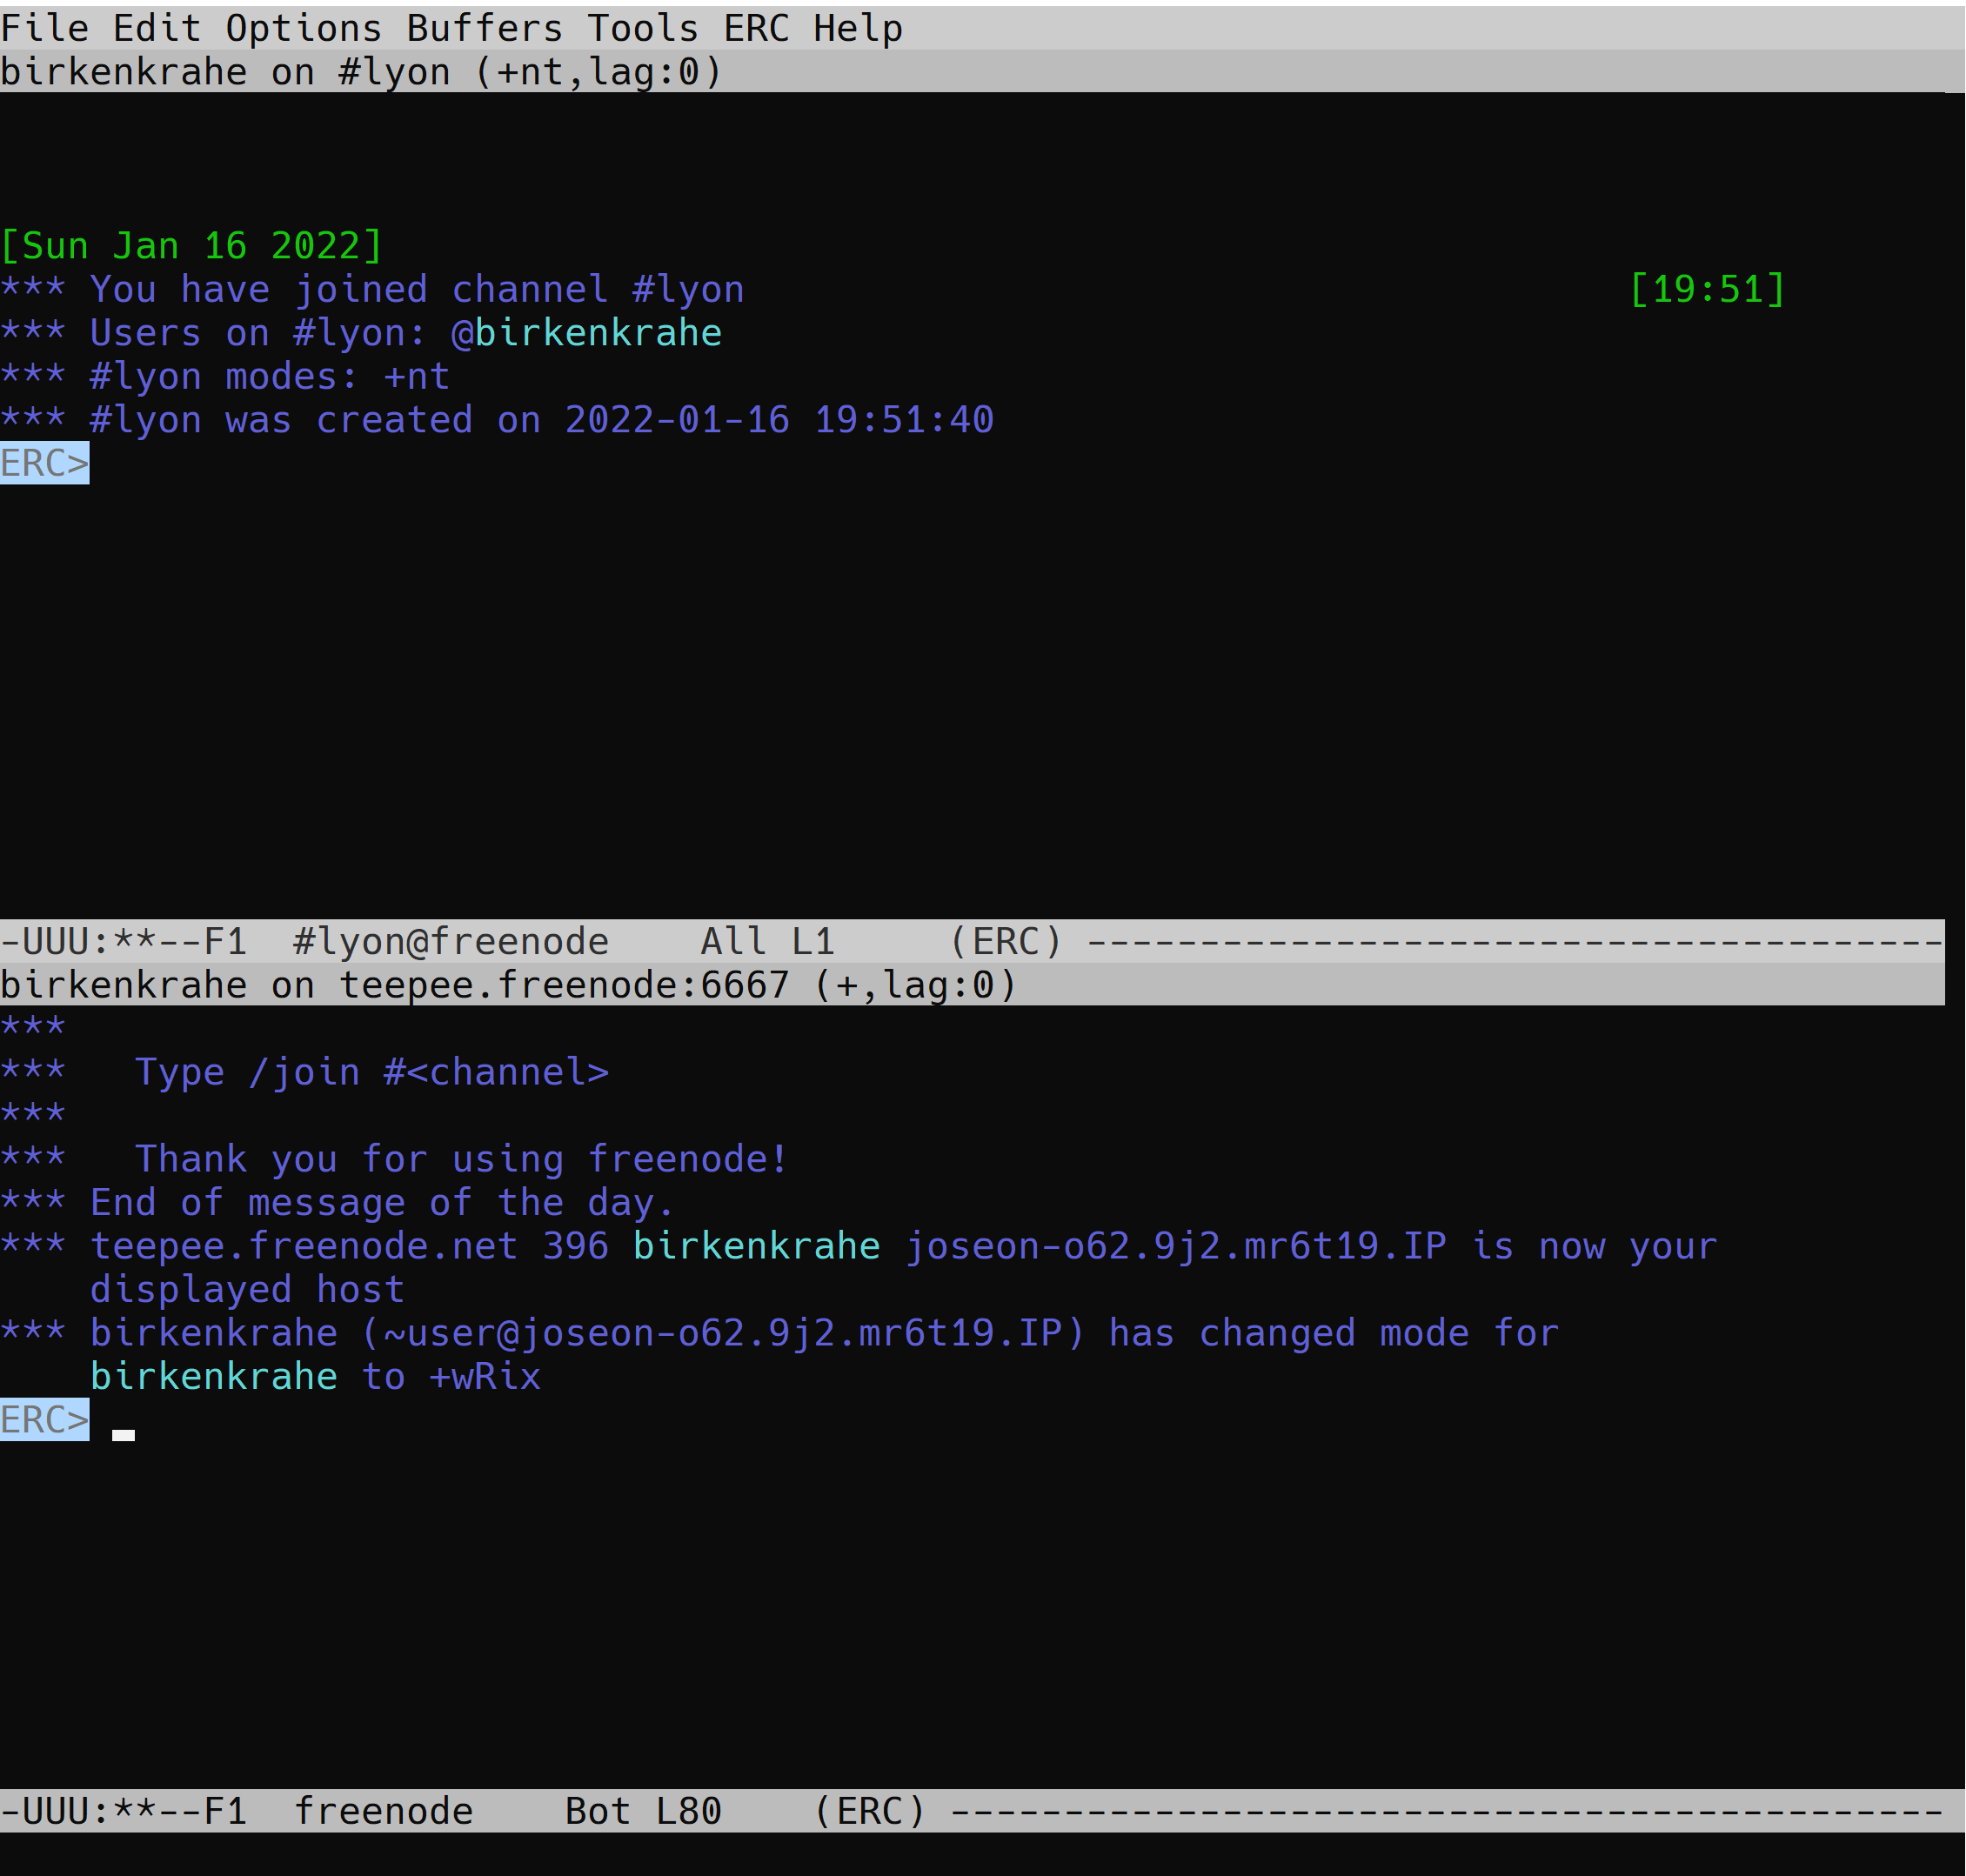 File Edit Options Buffers Tools ERC Help
birkenkrahe on #lyon (+nt,lag:0)
[Sun Jan 16 2022]
*** You have joined channel #lyon [19:51]
*** Users on #lyon: @birkenkrahe
*** #lyon modes: +nt
*** #lyon was created on 2022-01-16 19:51:40
ERC>
-UUU:**--F1  #lyon@freenode    All L1     (ERC) --------------------------------------
birkenkrahe on teepee.freenode:6667 (+,lag:0)
***
***   Type /join #<channel>
***
***   Thank you for using freenode!
*** End of message of the day.
*** teepee.freenode.net 396 birkenkrahe joseon-o62.9j2.mr6t19.IP is now your
    displayed host
*** birkenkrahe (~user@joseon-o62.9j2.mr6t19.IP) has changed mode for
    birkenkrahe to +wRix
ERC>
-UUU:**--F1  freenode    Bot L80    (ERC) --------------------------------------------